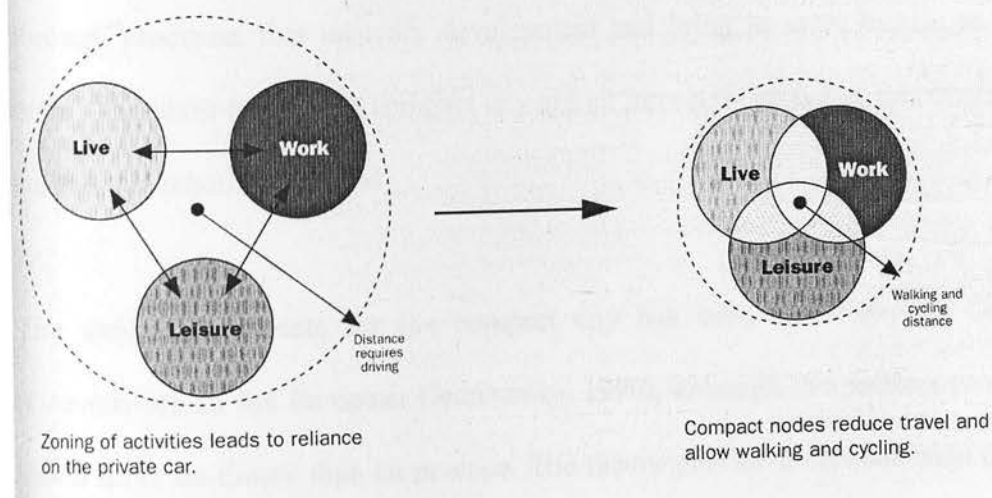 Live
Work
Leisure
Distance
requires
driving
Zoning of activities leads to reliance
on the private car.
Live
Work
Leisure
Walking and
cycling
distance
Compact nodes reduce travel and
allow walking and cycling.